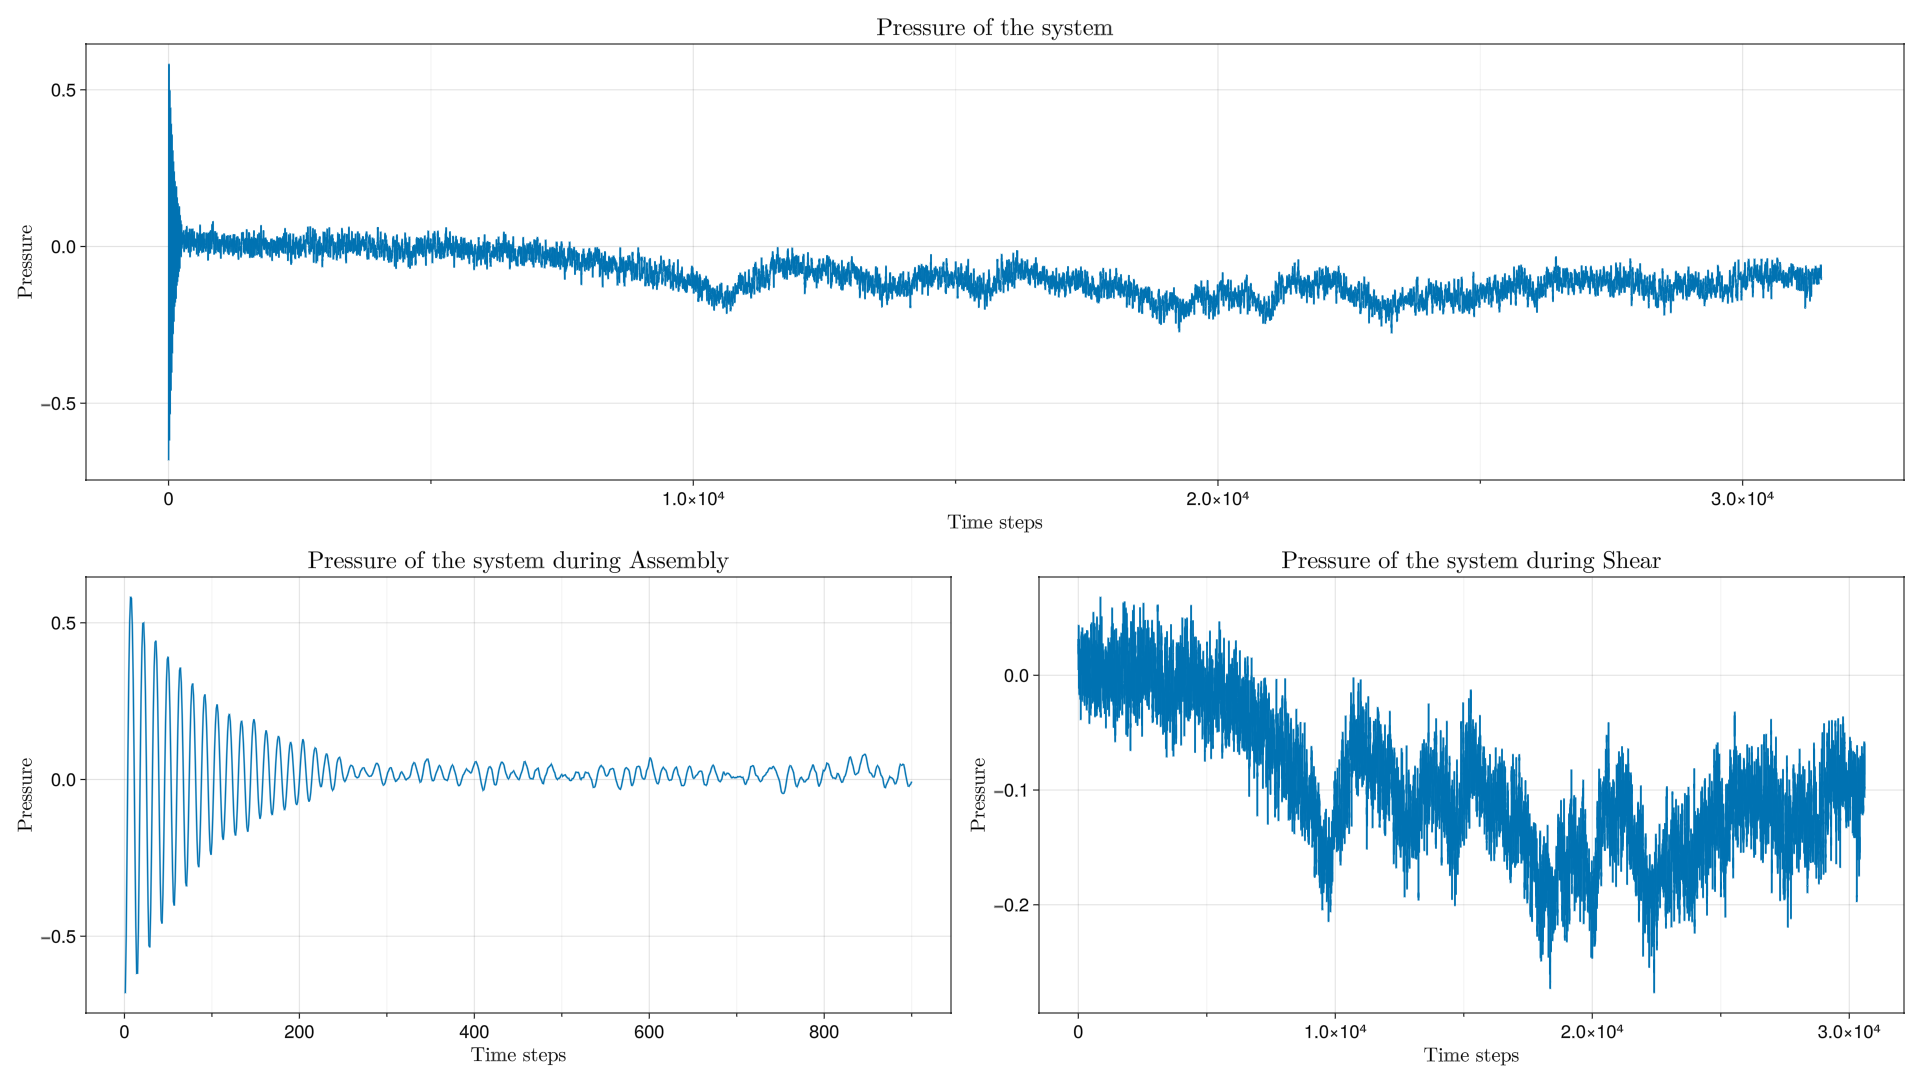 Pressure of the system
Pressure
0.5
0.0
−0.5
0
1.0×10⁴
2.0×10⁴
3.0×10⁴
Time steps
Pressure of the system during Assembly
Pressure
0.5
0.0
−0.5
0
200
400
600
800
Time steps
Pressure of the system during Shear
Pressure
0.0
−0.1
−0.2
0
1.0×10⁴
2.0×10⁴
3.0×10⁴
Time steps